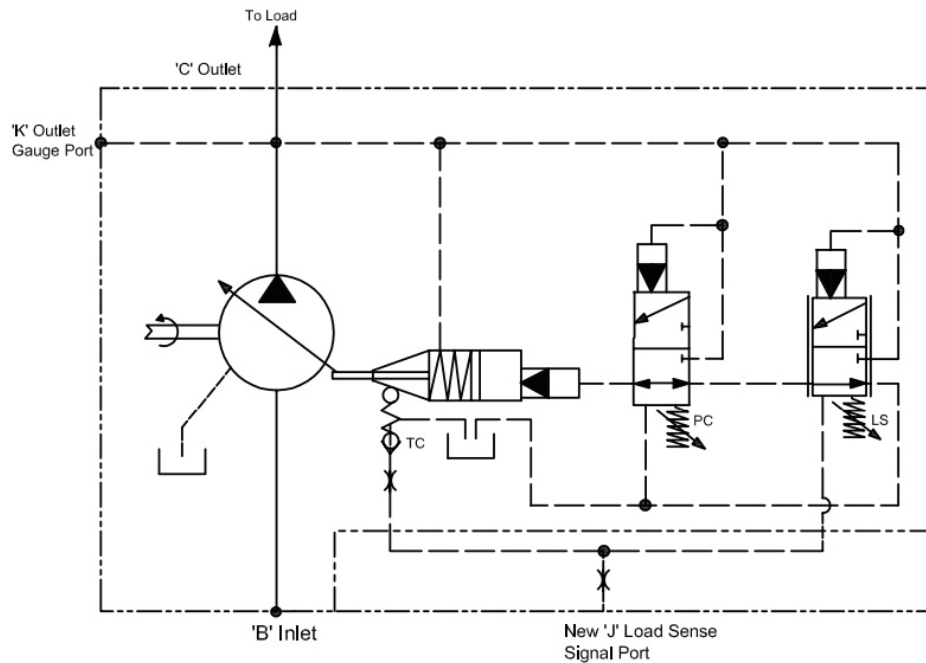 To Load
'C' Outlet
'K' Outlet
Gauge Port
PC
LS
TC
'B' Inlet
New 'J' Load Sense
Signal Port